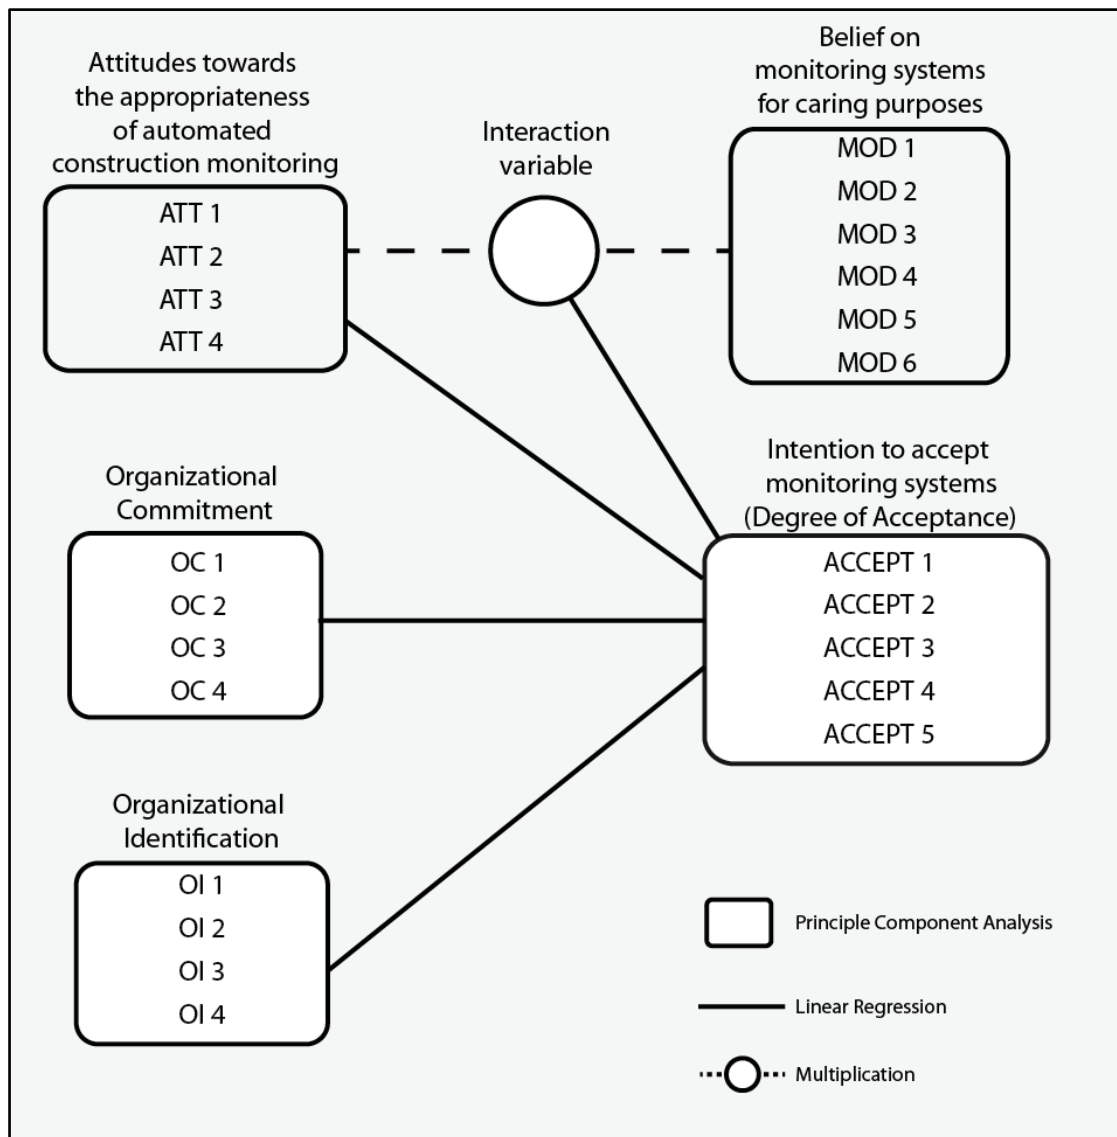 Attitudes towards
the appropriateness
of automated
construction monitoring
ATT 1
ATT 2
ATT 3
ATT 4
Interaction
variable
Belief on
monitoring systems
for caring purposes
MOD 1
MOD 2
MOD 3
MOD 4
MOD 5
MOD 6
Organizational
Commitment
OC 1
OC 2
OC 3
OC 4
Intention to accept
monitoring systems
(Degree of Acceptance)
ACCEPT 1
ACCEPT 2
ACCEPT 3
ACCEPT 4
ACCEPT 5
Organizational
Identification
OI 1
OI 2
OI 3
OI 4
Principle Component Analysis
Linear Regression
Multiplication